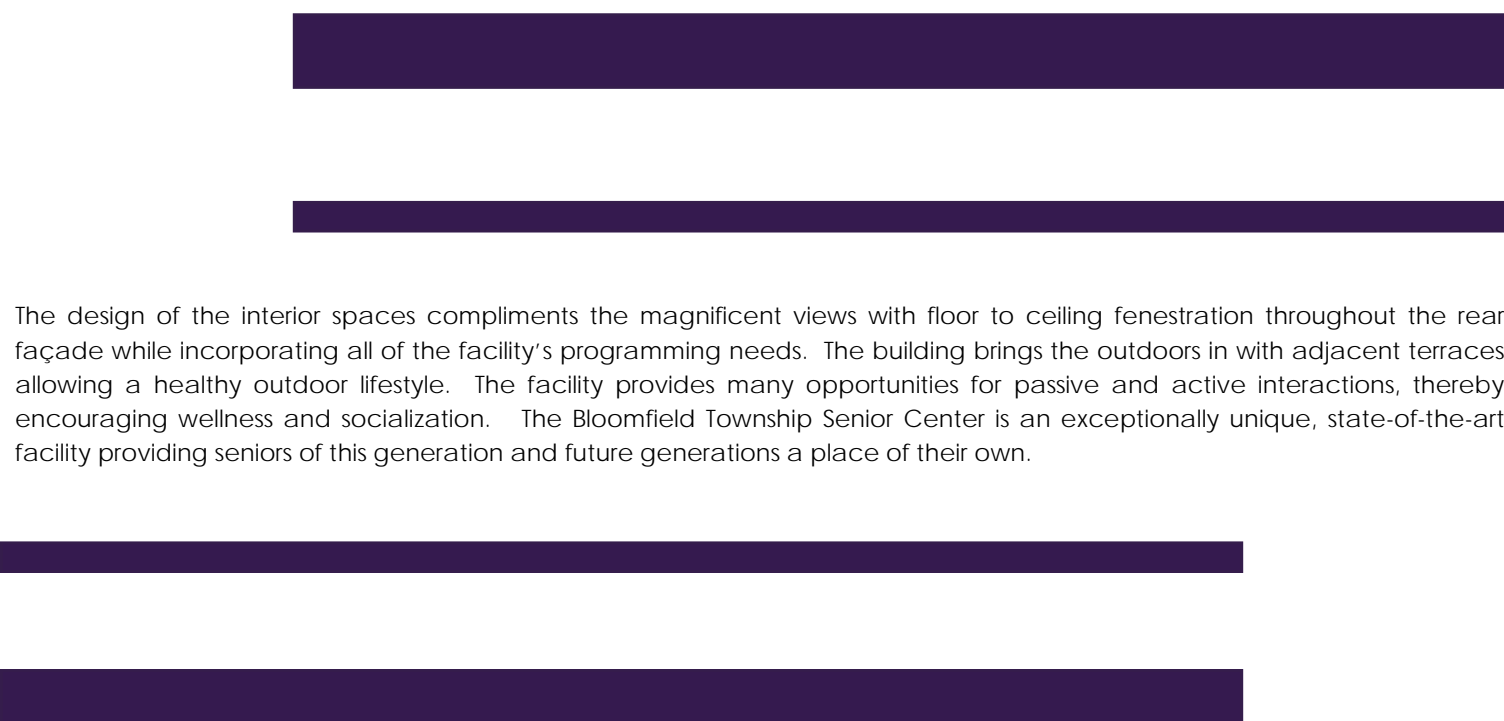 The design of the interior spaces compliments the magnificent views with floor to ceiling fenestration throughout the rear
façade while incorporating all of the facility’s programming needs.  The building brings the outdoors in with adjacent terraces
allowing a healthy outdoor lifestyle.  The facility provides many opportunities for passive and active interactions, thereby
encouraging wellness and socialization.   The Bloomfield Township Senior Center is an exceptionally unique, state-of-the-art
facility providing seniors of this generation and future generations a place of their own.